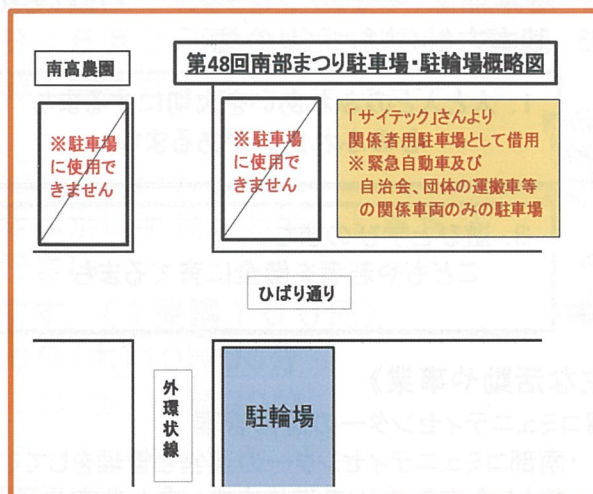 第48回南部まつり駐車場・駐輪場概略図
南高農園
※駐車場
に使用で
きません
※駐車場
に使用で
きません
「サイテック」さんより
関係者用駐車場として借用
※緊急自動車及び
自治会、団体の運搬車等
の関係車両のみの駐車場
ひばり通り
外環状線
駐輪場